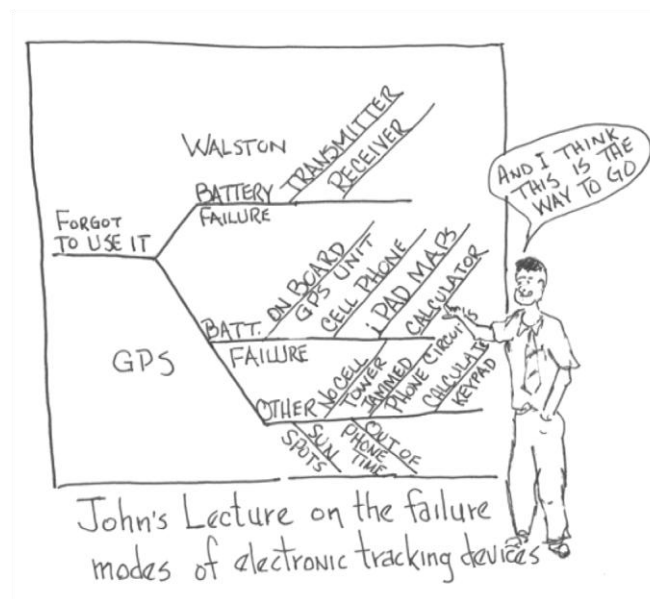 WALSTON
TRANSMITTER
RECEIVER
BATTERY
FAILURE
FORGOT
TO USE IT
AND I THINK
THIS IS THE
WAY TO GO
ON BOARD
GPS UNIT
CELL PHONE
iPAD MAPS
CALCULATOR
BATT.
FAILURE
GPS
OTHER
NO CELL
TOWER
JAMMED
PHONE CIRCUITS
CALCULATR
KEYPAD
SUN
SPOTS
OUT OF
PHONE
TIME
John's Lecture on the failure
modes of electronic tracking devices